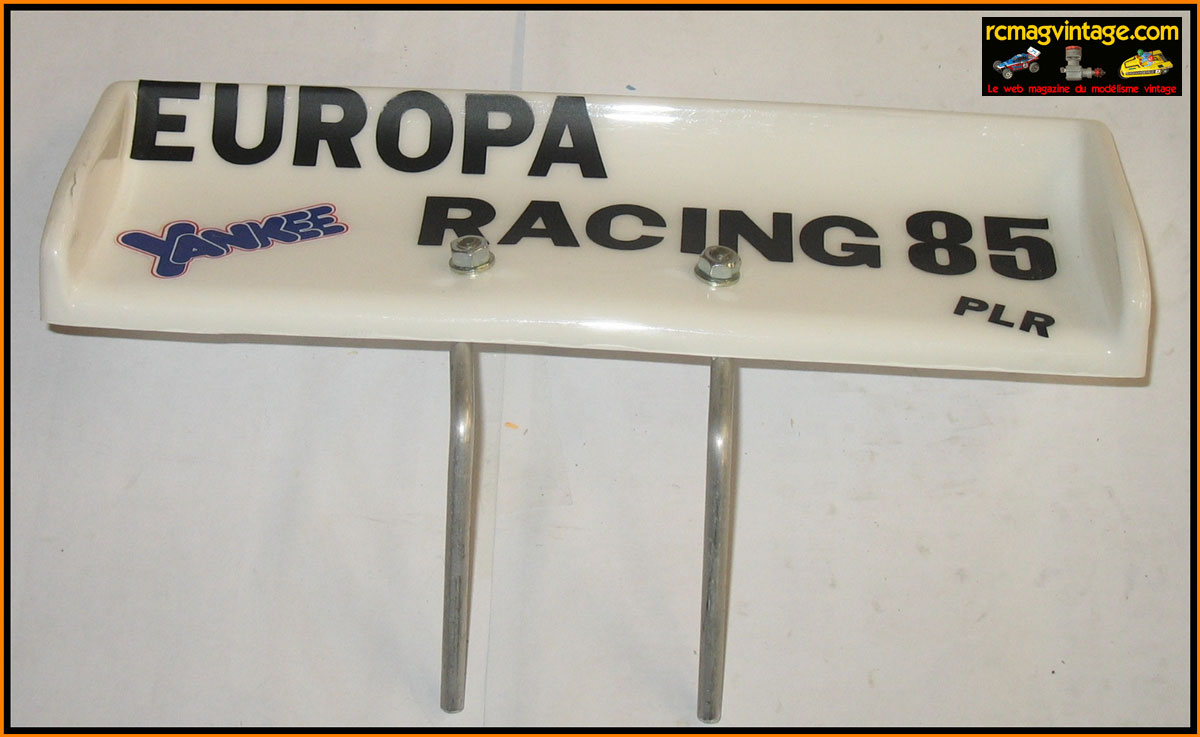 rcmagvintage.com
Le web magazine du modélisme vintage
EUROPA
YANKEE
RACING 85
PLR